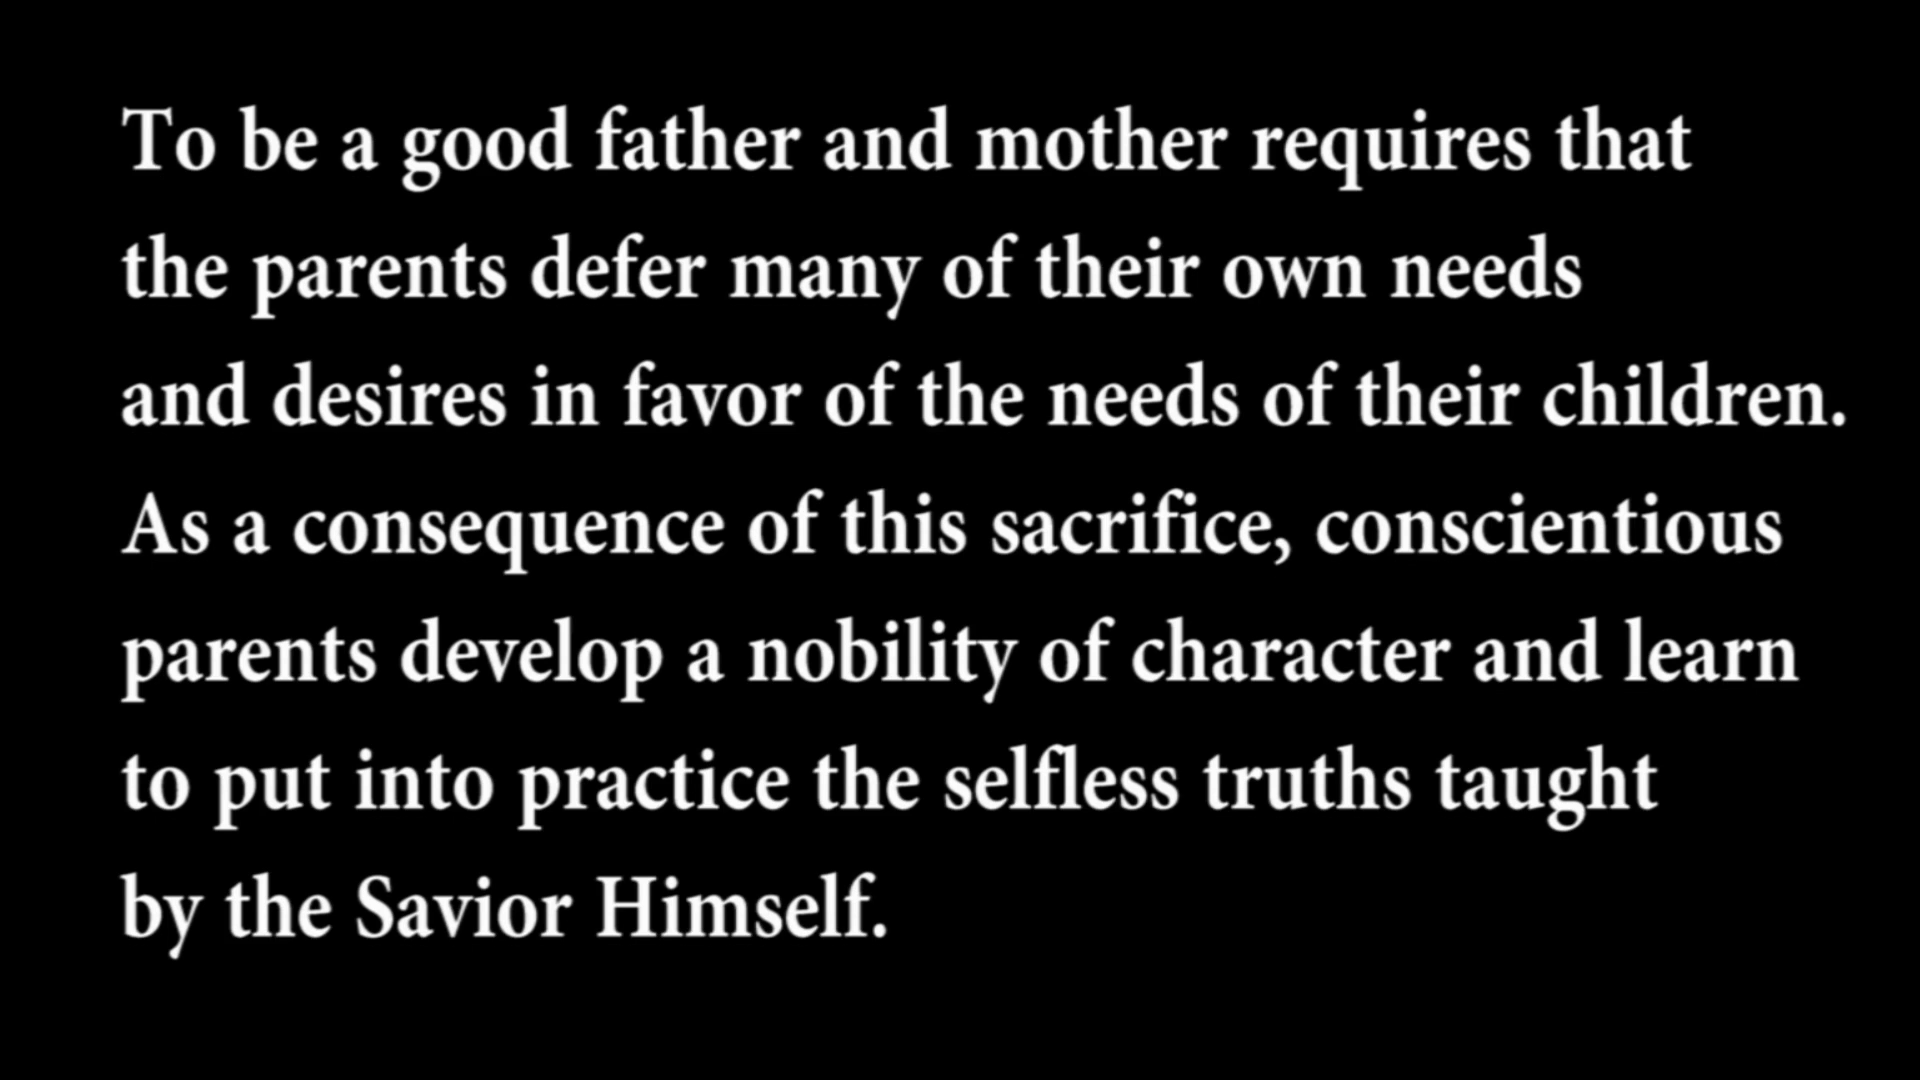 To be a good father and mother requires that
the parents defer many of their own needs
and desires in favor of the needs of their children.
As a consequence of this sacrifice, conscientious
parents develop a nobility of character and learn
to put into practice the selfless truths taught
by the Savior Himself.